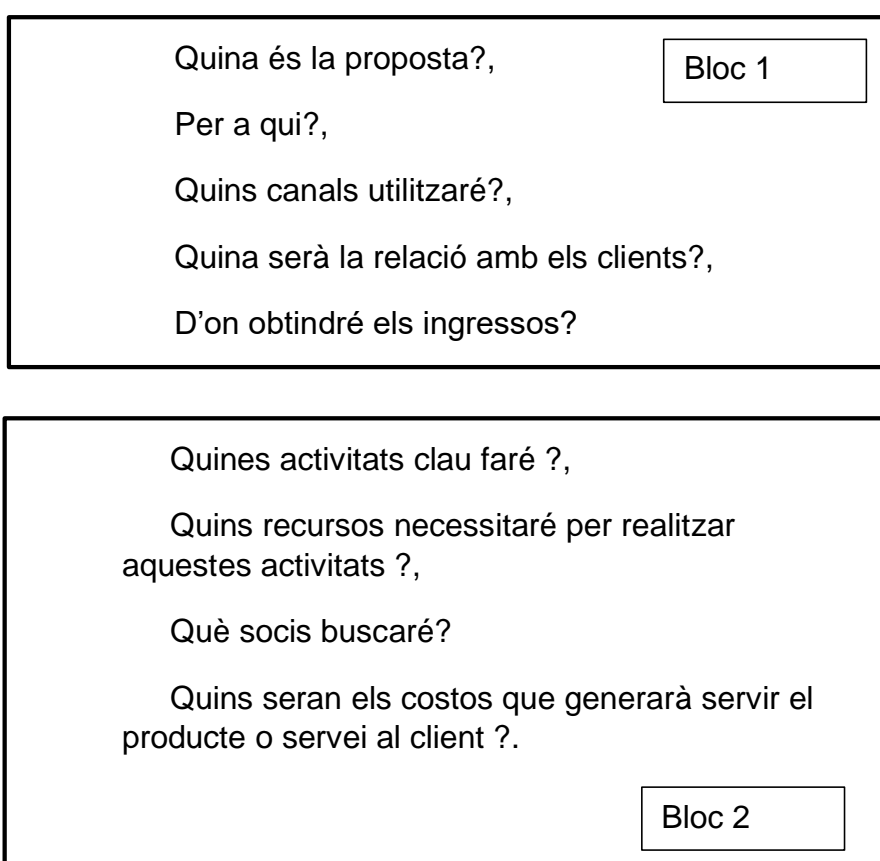 Quina és la proposta?,
Bloc 1
Per a qui?,
Quins canals utilitzaré?,
Quina serà la relació amb els clients?,
D’on obtindré els ingressos?
Quines activitats clau faré ?,
Quins recursos necessitaré per realitzar
aquestes activitats ?,
Què socis buscaré?
Quins seran els costos que generarà servir el
producte o servei al client ?.
Bloc 2